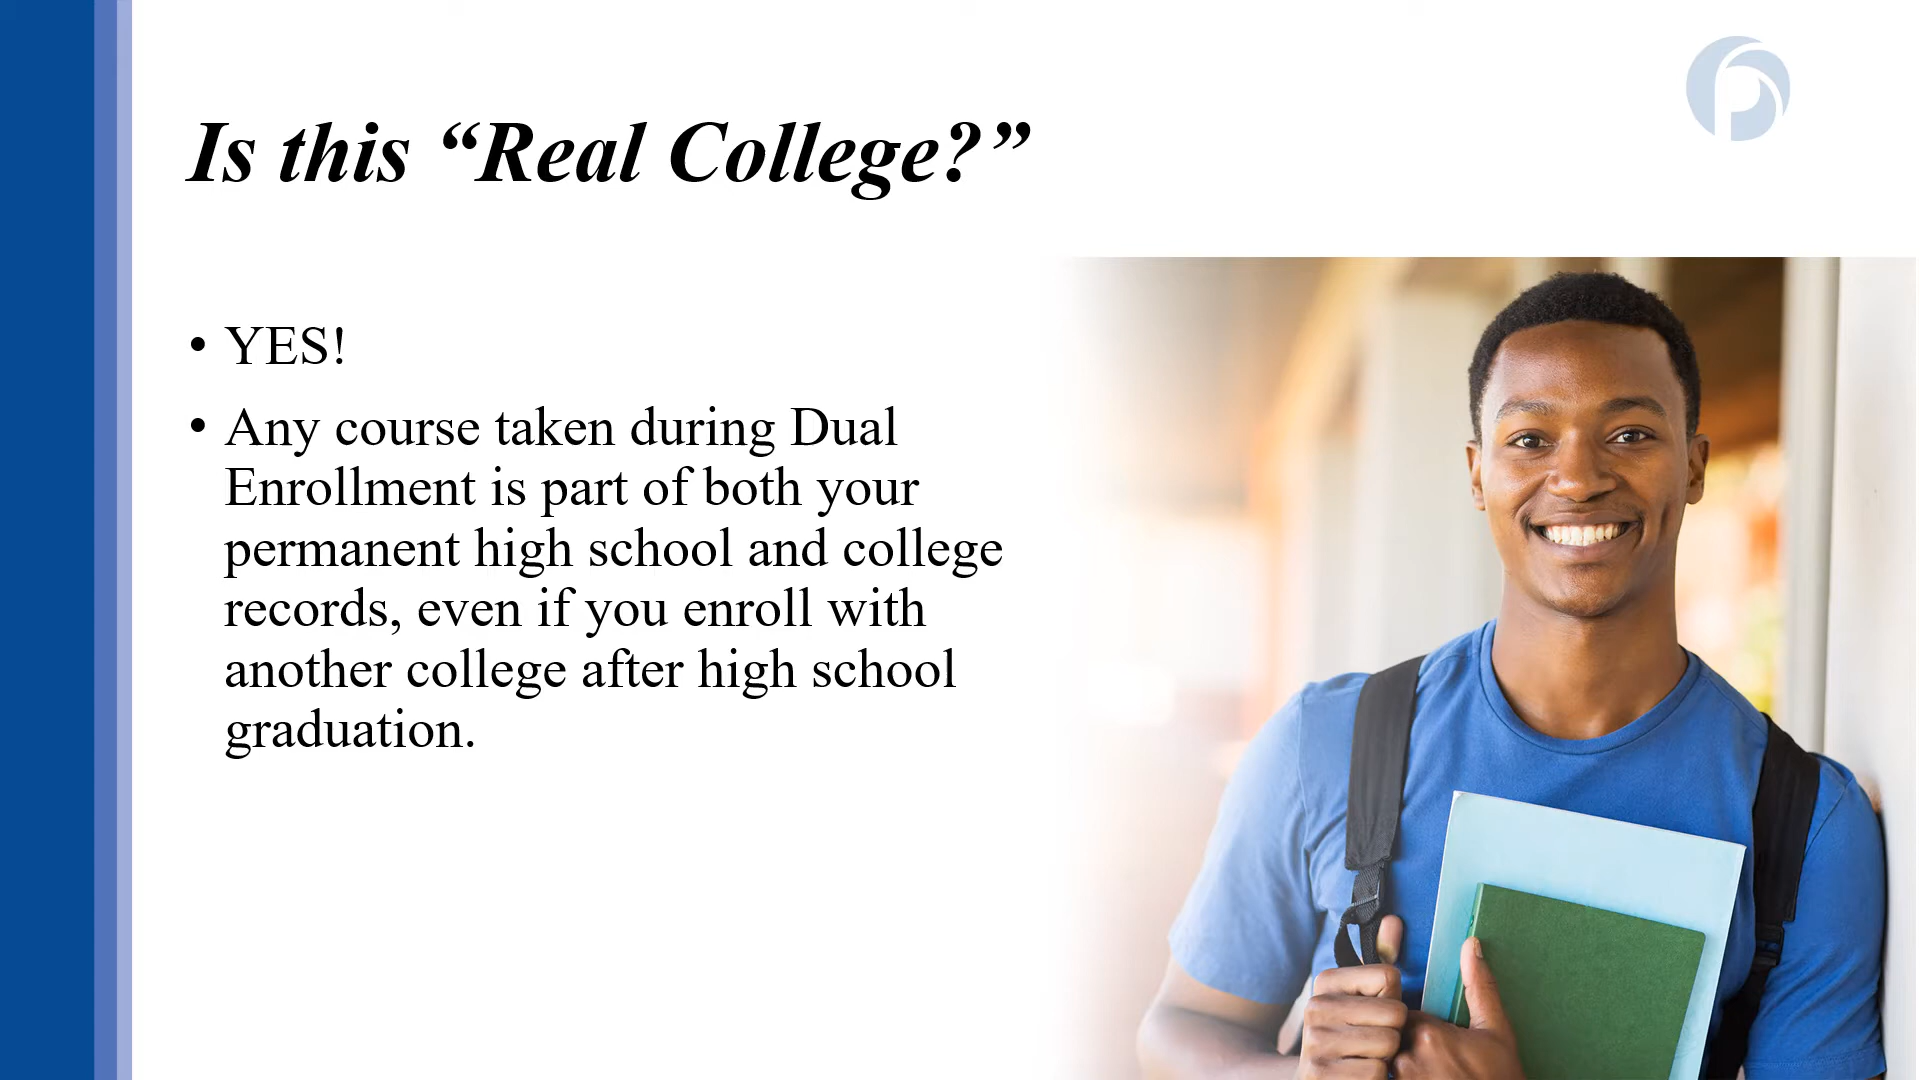 Is this “Real College?”
• YES!
• Any course taken during Dual
Enrollment is part of both your
permanent high school and college
records, even if you enroll with
another college after high school
graduation.